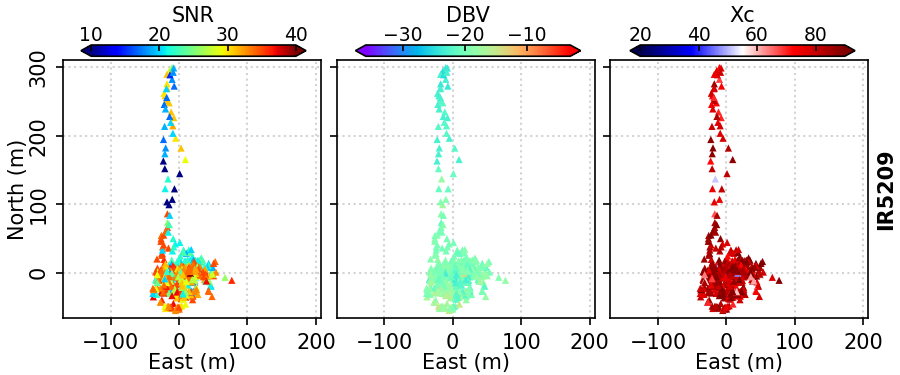 SNR DBV Xc
10 20 30 40 −30 −20 −10 20 40 60 80
300
200
100
0
North (m)
IR5209
−100 0 100 200 −100 0 100 200 −100 0 100 200
East (m) East (m) East (m)